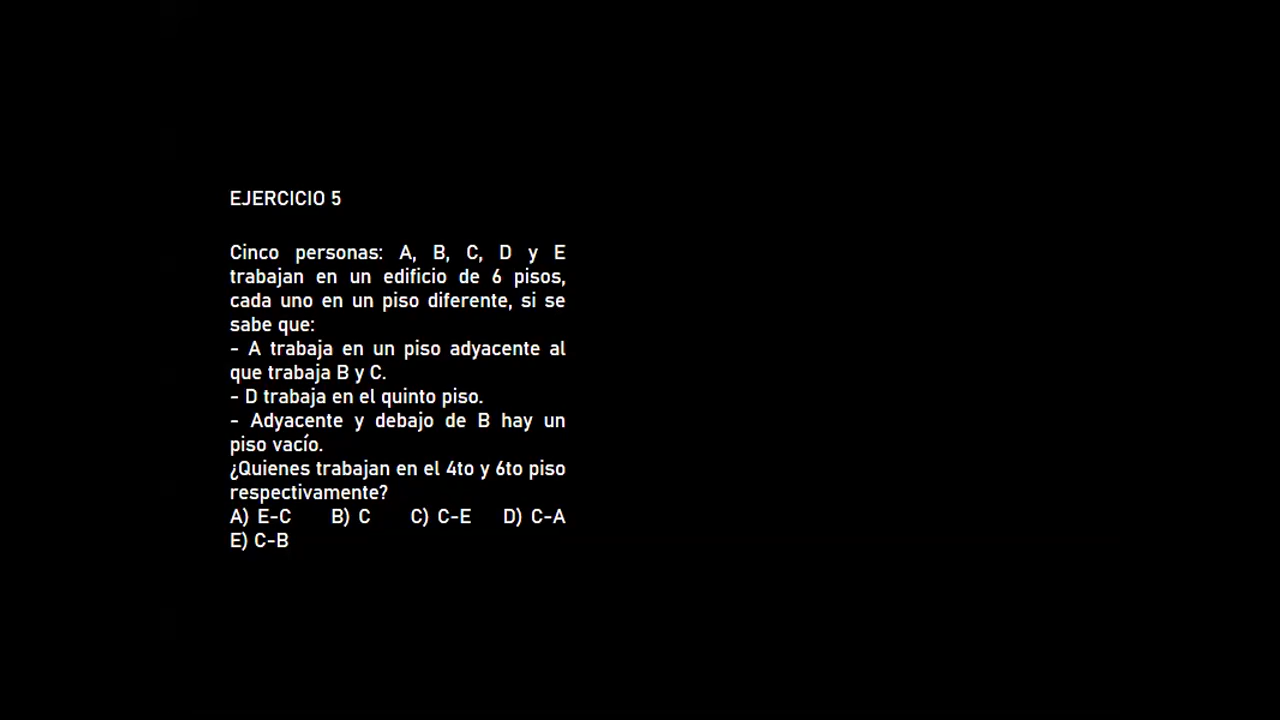 EJERCICIO 5
Cinco personas: A, B, C, D y E
trabajan en un edificio de 6 pisos,
cada uno en un piso diferente, si se
sabe que:
- A trabaja en un piso adyacente al
que trabaja B y C.
- D trabaja en el quinto piso.
- Adyacente y debajo de B hay un
piso vacío.
¿Quienes trabajan en el 4to y 6to piso
respectivamente?
A) E-C B) C C) C-E D) C-A
E) C-B